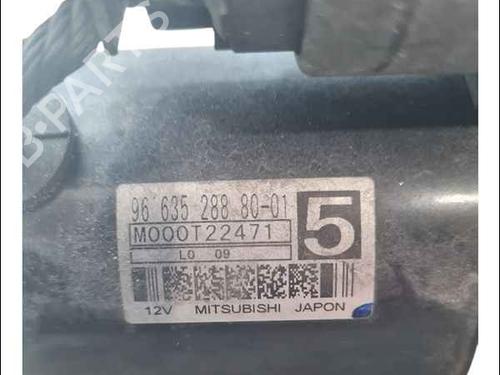 B-PARTS
96 635 288 80-01
5
M000T22471
L0 09
12V MITSUBISHI JAPON